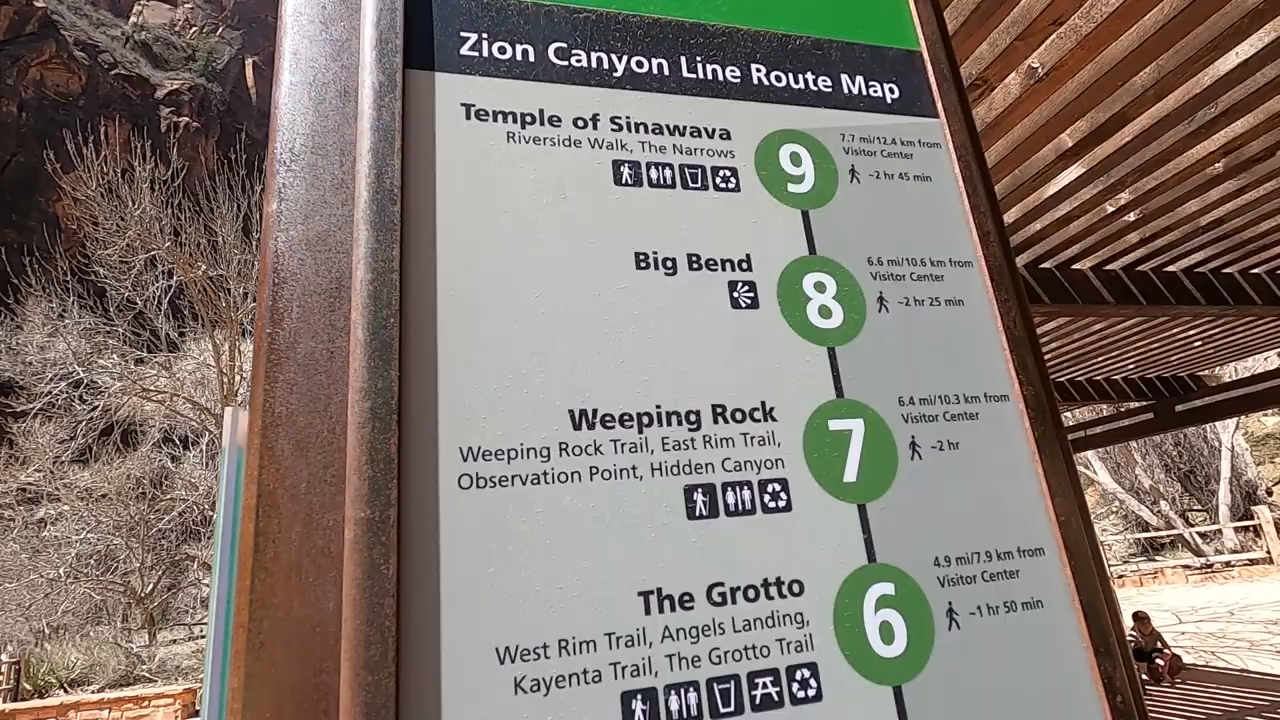 Zion Canyon Line Route Map
Temple of Sinawava
Riverside Walk, The Narrows
9
7.7 mi/12.4 km from
Visitor Center
~2 hr 45 min
Big Bend
8
6.6 mi/10.6 km from
Visitor Center
~2 hr 25 min
Weeping Rock
Weeping Rock Trail, East Rim Trail,
Observation Point, Hidden Canyon
7
6.4 mi/10.3 km from
Visitor Center
~2 hr
The Grotto
West Rim Trail, Angels Landing,
Kayenta Trail, The Grotto Trail
6
4.9 mi/7.9 km from
Visitor Center
~1 hr 50 min